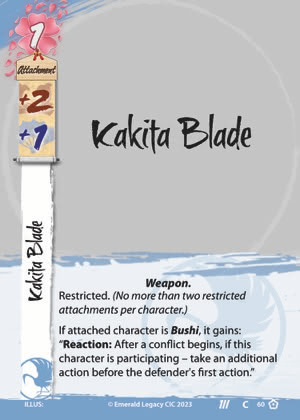 1
Attachment
+2
+1
Kakita Blade
Kakita Blade
Weapon.
Restricted. (No more than two restricted
attachments per character.)
If attached character is Bushi, it gains:
“Reaction: After a conflict begins, if this
character is participating – take an additional
action before the defender's first action.”
ILLUS:
© Emerald Legacy CIC 2023
C
60